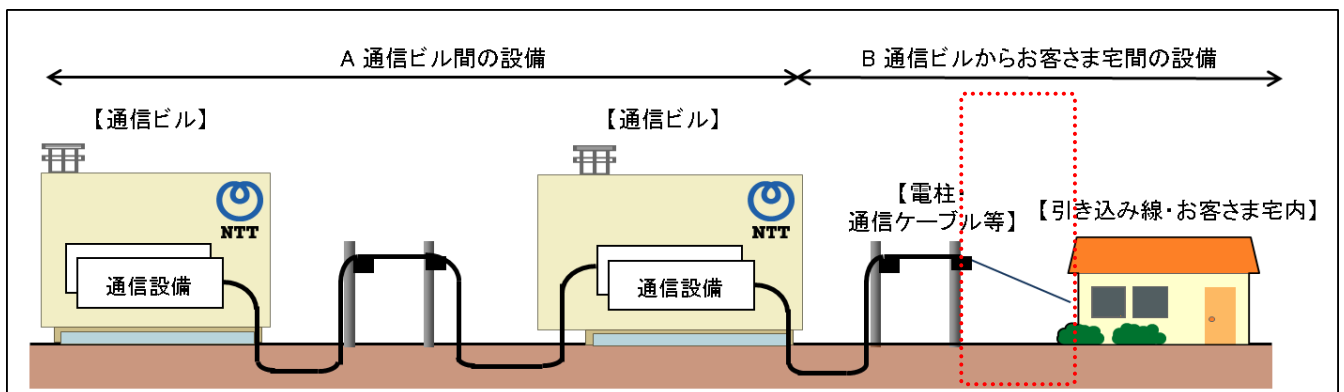 A 通信ビル間の設備
B 通信ビルからお客さま宅間の設備
【通信ビル】
【通信ビル】
【電柱・
通信ケーブル等】
【引き込み線・お客さま宅内】
NTT
NTT
通信設備
通信設備